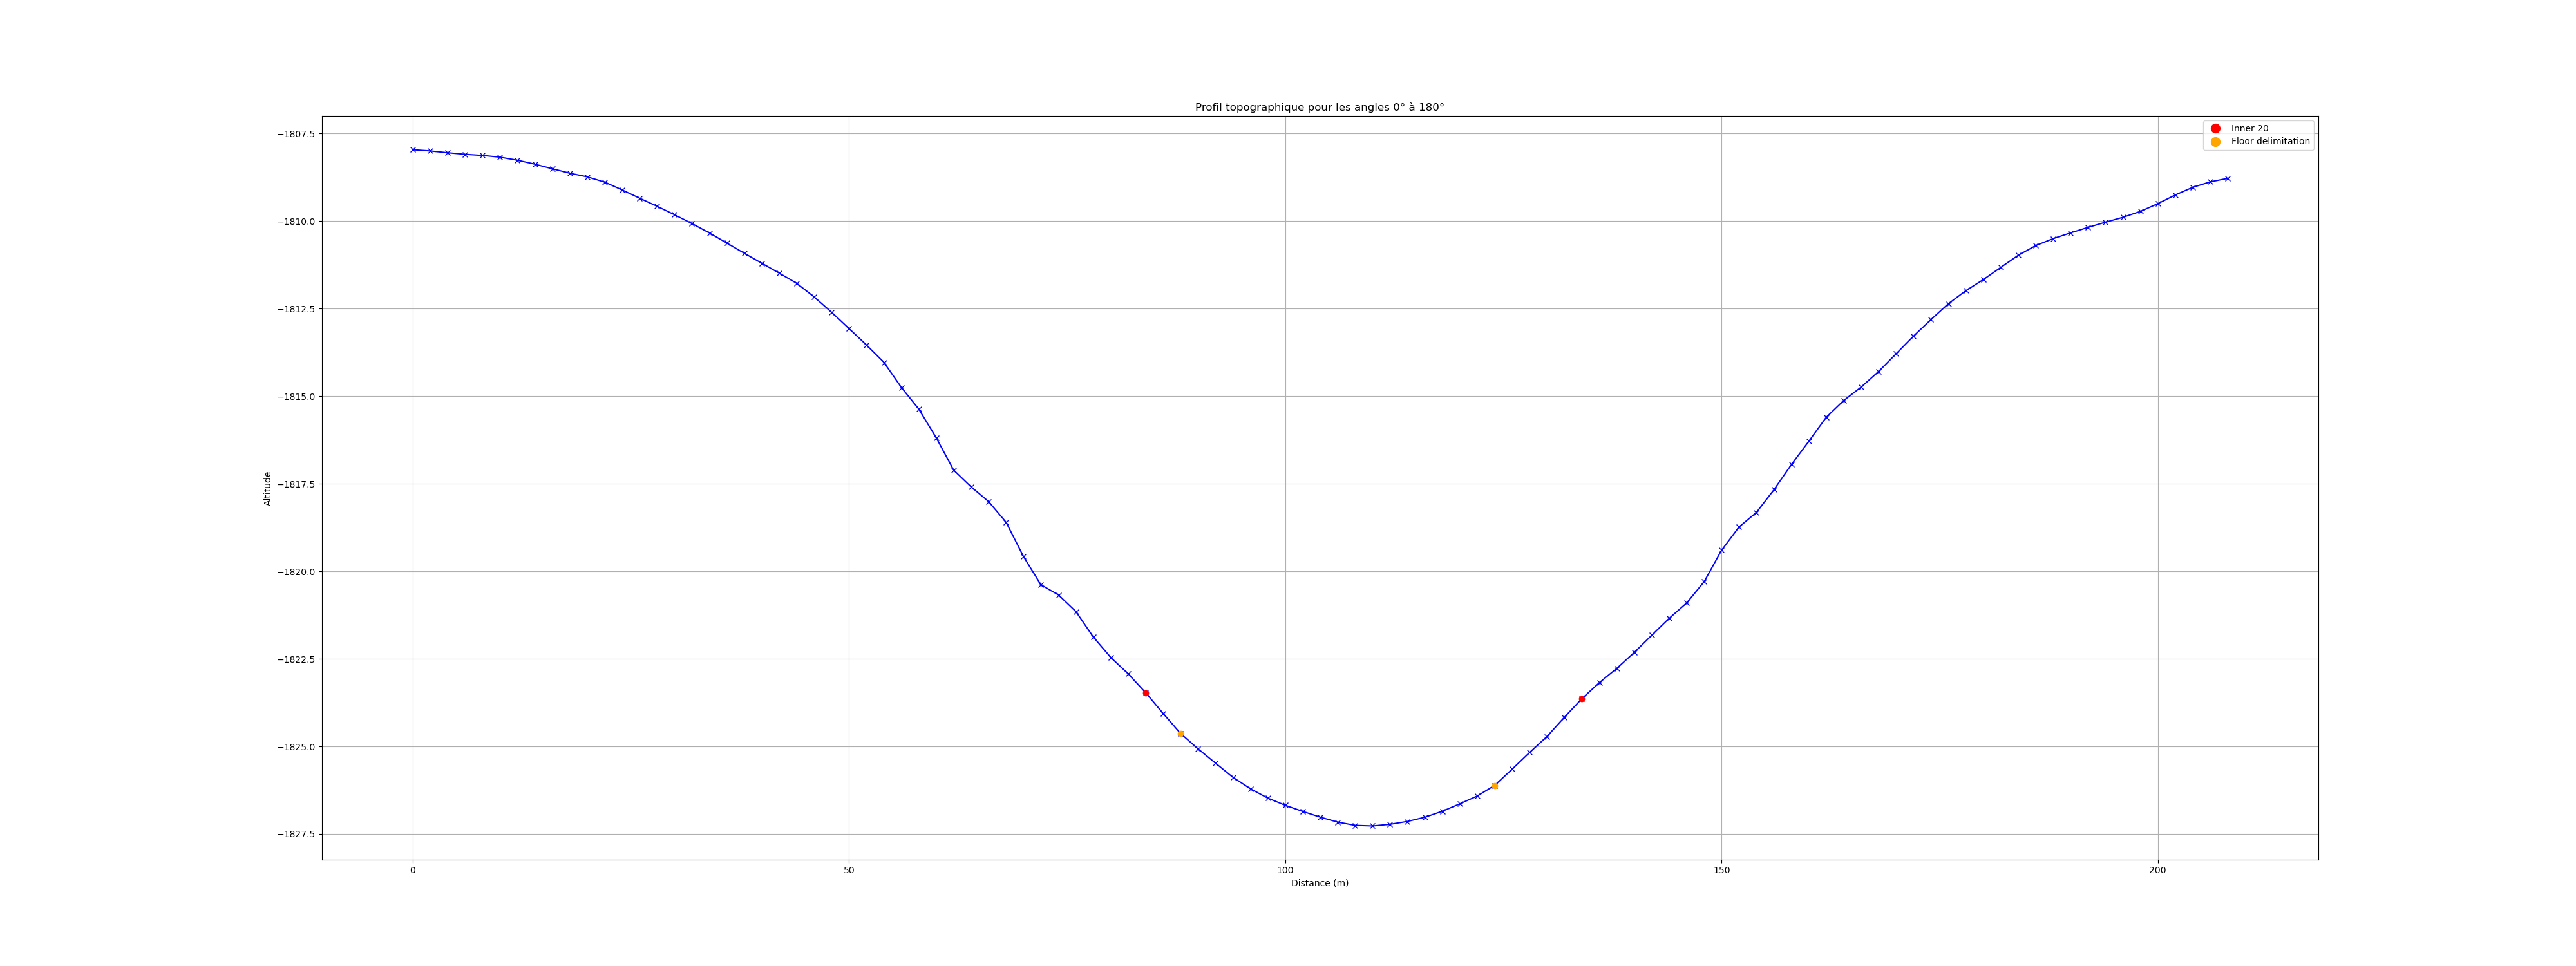 Profil topographique pour les angles 0° à 180°
Inner 20
Floor delimitation
−1807.5
−1810.0
−1812.5
−1815.0
−1817.5
−1820.0
−1822.5
−1825.0
−1827.5
Altitude
0
50
100
150
200
Distance (m)